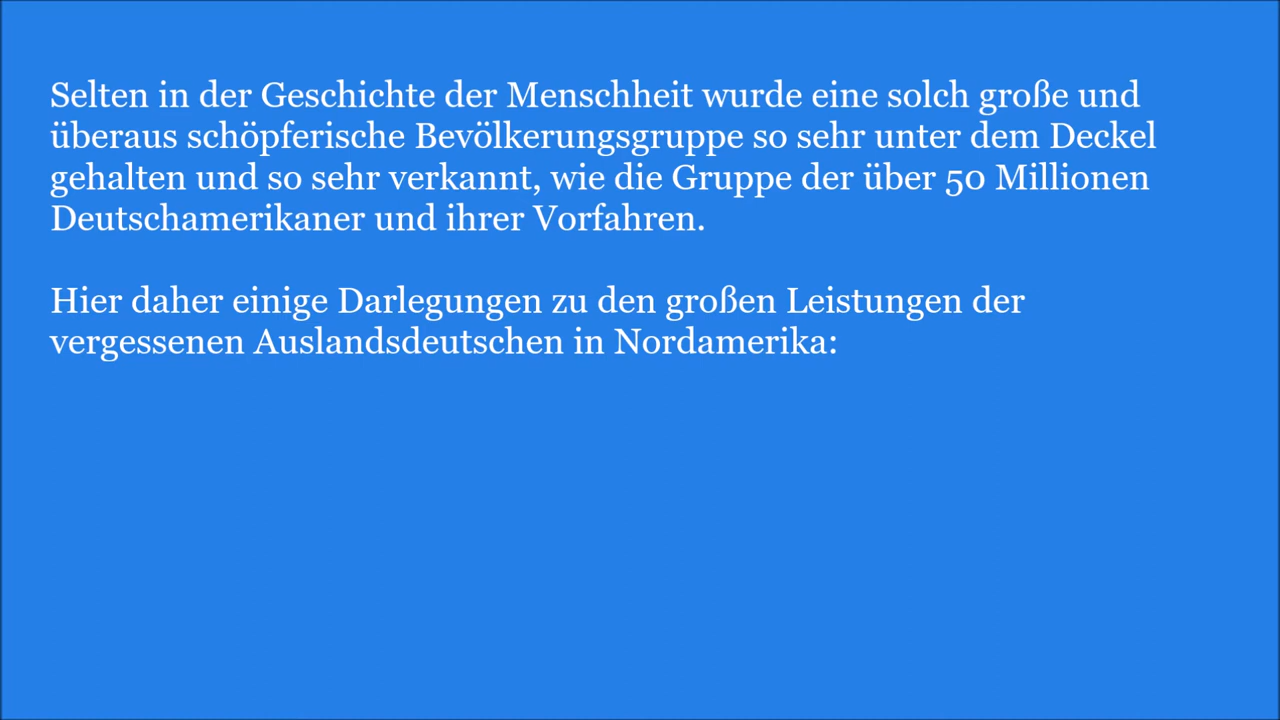 Selten in der Geschichte der Menschheit wurde eine solch große und
überaus schöpferische Bevölkerungsgruppe so sehr unter dem Deckel
gehalten und so sehr verkannt, wie die Gruppe der über 50 Millionen
Deutschamerikaner und ihrer Vorfahren.
Hier daher einige Darlegungen zu den großen Leistungen der
vergessenen Auslandsdeutschen in Nordamerika: